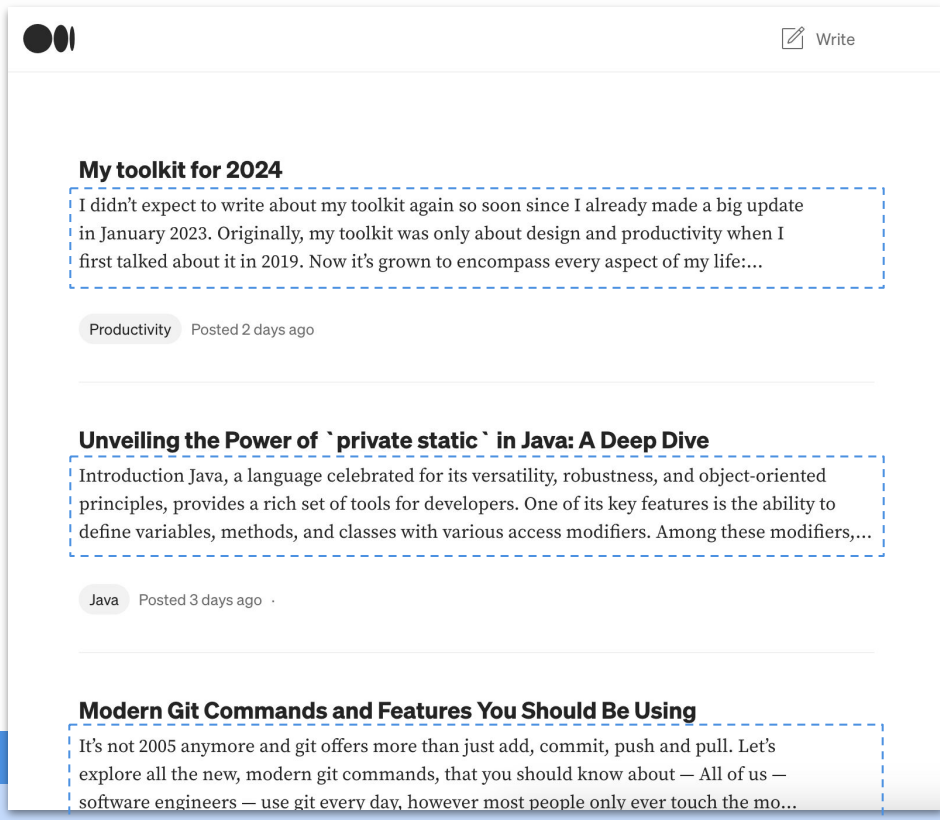 Write
My toolkit for 2024
I didn’t expect to write about my toolkit again so soon since I already made a big update
in January 2023. Originally, my toolkit was only about design and productivity when I
first talked about it in 2019. Now it’s grown to encompass every aspect of my life:...
Productivity Posted 2 days ago
Unveiling the Power of `private static` in Java: A Deep Dive
Introduction Java, a language celebrated for its versatility, robustness, and object-oriented
principles, provides a rich set of tools for developers. One of its key features is the ability to
define variables, methods, and classes with various access modifiers. Among these modifiers,...
Java Posted 3 days ago ·
Modern Git Commands and Features You Should Be Using
It’s not 2005 anymore and git offers more than just add, commit, push and pull. Let’s
explore all the new, modern git commands, that you should know about — All of us —
software engineers — use git every day, however most people only ever touch the mo...